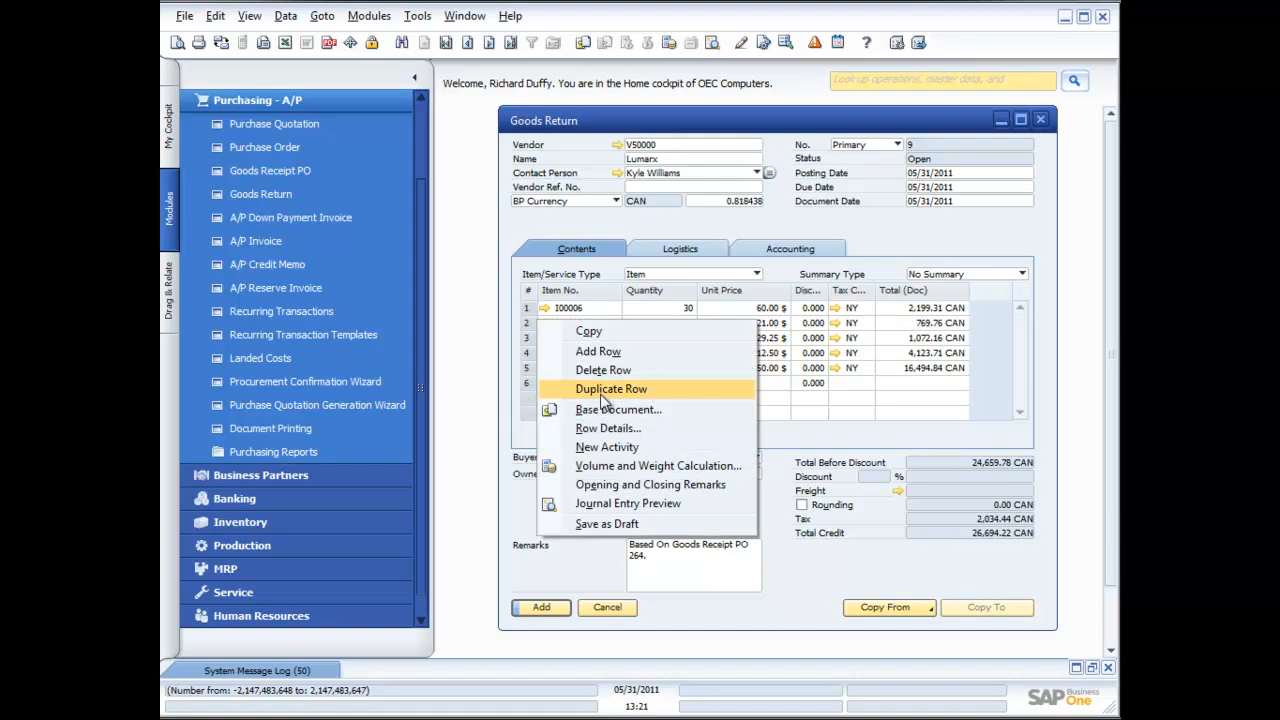 File Edit View Data Goto Modules Tools Window Help
Welcome, Richard Duffy. You are in the Home cockpit of OEC Computers.
Look up operations, master data, and
My Cockpit
Modules
Drag & Relate
Purchasing - A/P
Purchase Quotation
Purchase Order
Goods Receipt PO
Goods Return
A/P Down Payment Invoice
A/P Invoice
A/P Credit Memo
A/P Reserve Invoice
Recurring Transactions
Recurring Transaction Templates
Landed Costs
Procurement Confirmation Wizard
Purchase Quotation Generation Wizard
Document Printing
Purchasing Reports
Business Partners
Banking
Inventory
Production
MRP
Service
Human Resources
Goods Return
Vendor V50000
Name Lumarx
Contact Person Kyle Williams
Vendor Ref. No.
BP Currency CAN 0.818438
No. Primary 9
Status Open
Posting Date 05/31/2011
Due Date 05/31/2011
Document Date 05/31/2011
Contents Logistics Accounting
Item/Service Type Item Summary Type No Summary
# Item No. Quantity Unit Price Disc... Tax C... Total (Doc)
1 I00006 30 60.00 $ 0.000 NY 2,199.31 CAN
2 21.00 $ 0.000 NY 769.76 CAN
3 29.25 $ 0.000 NY 1,072.16 CAN
4 12.50 $ 0.000 NY 4,123.71 CAN
5 50.00 $ 0.000 NY 16,494.84 CAN
6 0.000
Copy
Add Row
Delete Row
Duplicate Row
Base Document...
Row Details...
New Activity
Volume and Weight Calculation...
Opening and Closing Remarks
Journal Entry Preview
Save as Draft
Buyer
Owne
Remarks Based On Goods Receipt PO
264.
Total Before Discount 24,659.78 CAN
Discount %
Freight
Rounding 0.00 CAN
Tax 2,034.44 CAN
Total Credit 26,694.22 CAN
Add Cancel Copy From Copy To
System Message Log (50)
(Number from: -2,147,483,648 to: 2,147,483,647) 05/31/2011
13:21
SAP Business One